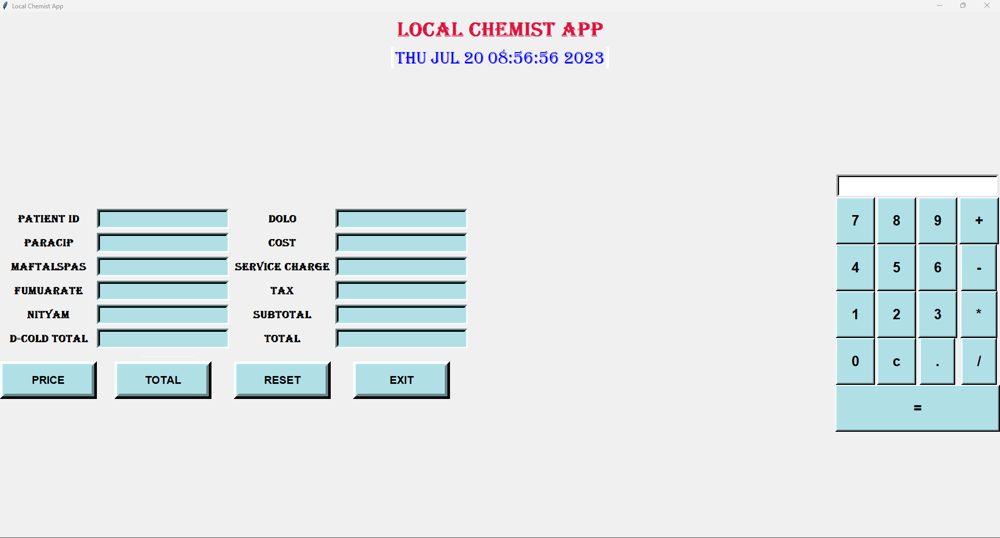 Local Chemist App
LOCAL CHEMIST APP
THU JUL 20 08:56:56 2023
PATIENT ID
DOLO
PARACIP
COST
MAFTALSPAS
SERVICE CHARGE
FUMUARATE
TAX
NITYAM
SUBTOTAL
D-COLD TOTAL
TOTAL
PRICE
TOTAL
RESET
EXIT
7 8 9 +
4 5 6 -
1 2 3 *
0 c . /
=